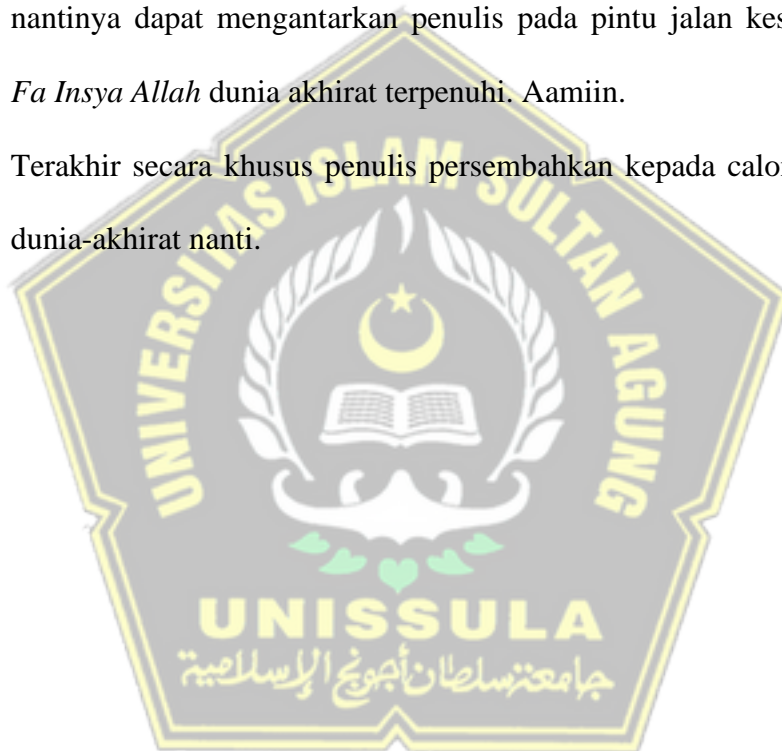 nantinya dapat mengantarkan penulis pada pintu jalan
Fa Insya Allah dunia akhirat terpenuhi. Aamiin.
Terakhir secara khusus penulis persembahkan kepada
dunia-akhirat nanti.
UNIVERSITAS ISLAM SULTAN AGUNG
UNISSULA
جامعة سلطان أجونج الإسلامية